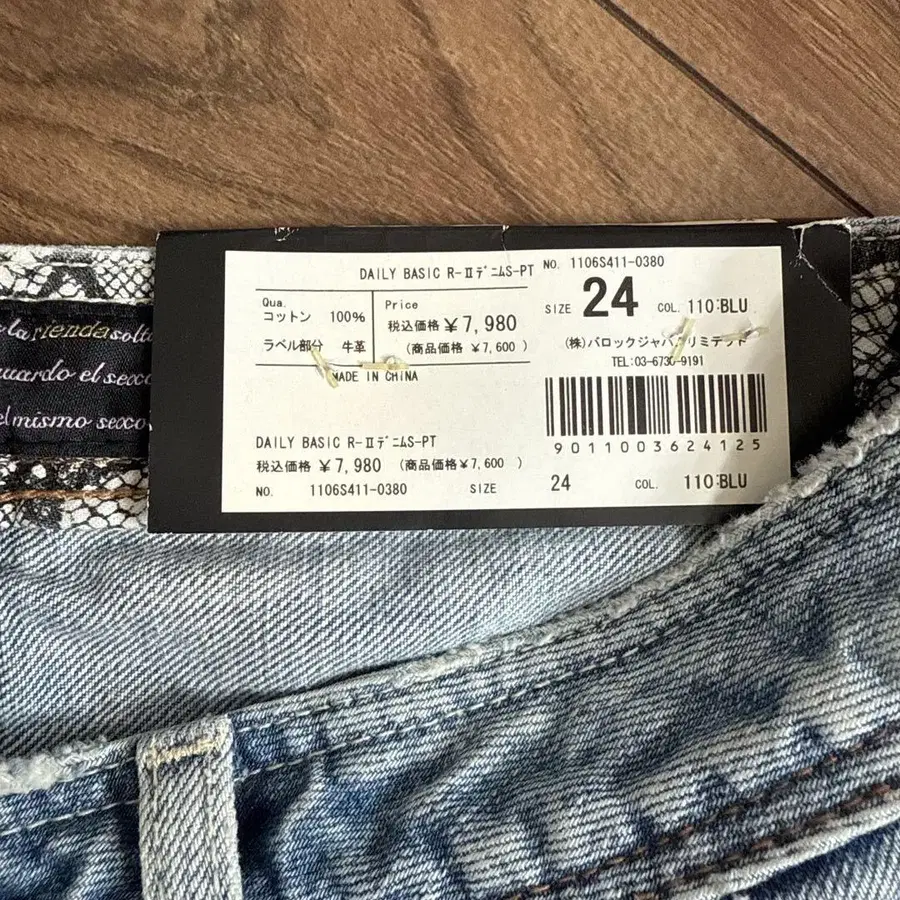 DAILY BASIC R-ⅡデニムS-PT
NO. 1106S411-0380
Qua.
コットン 100%
ラベル部分 牛革
Price
税込価格 ¥7,980
(商品価格 ¥7,600 )
MADE IN CHINA
SIZE 24 COL. 110:BLU
(株)バロックジャパンリミテッド
TEL:03-6730-9191
9011003624125
DAILY BASIC R-ⅡデニムS-PT
税込価格 ¥7,980 (商品価格¥7,600 )
NO. 1106S411-0380 SIZE 24 COL. 110:BLU
la rienda solt
uardo el secc
el mismo secco